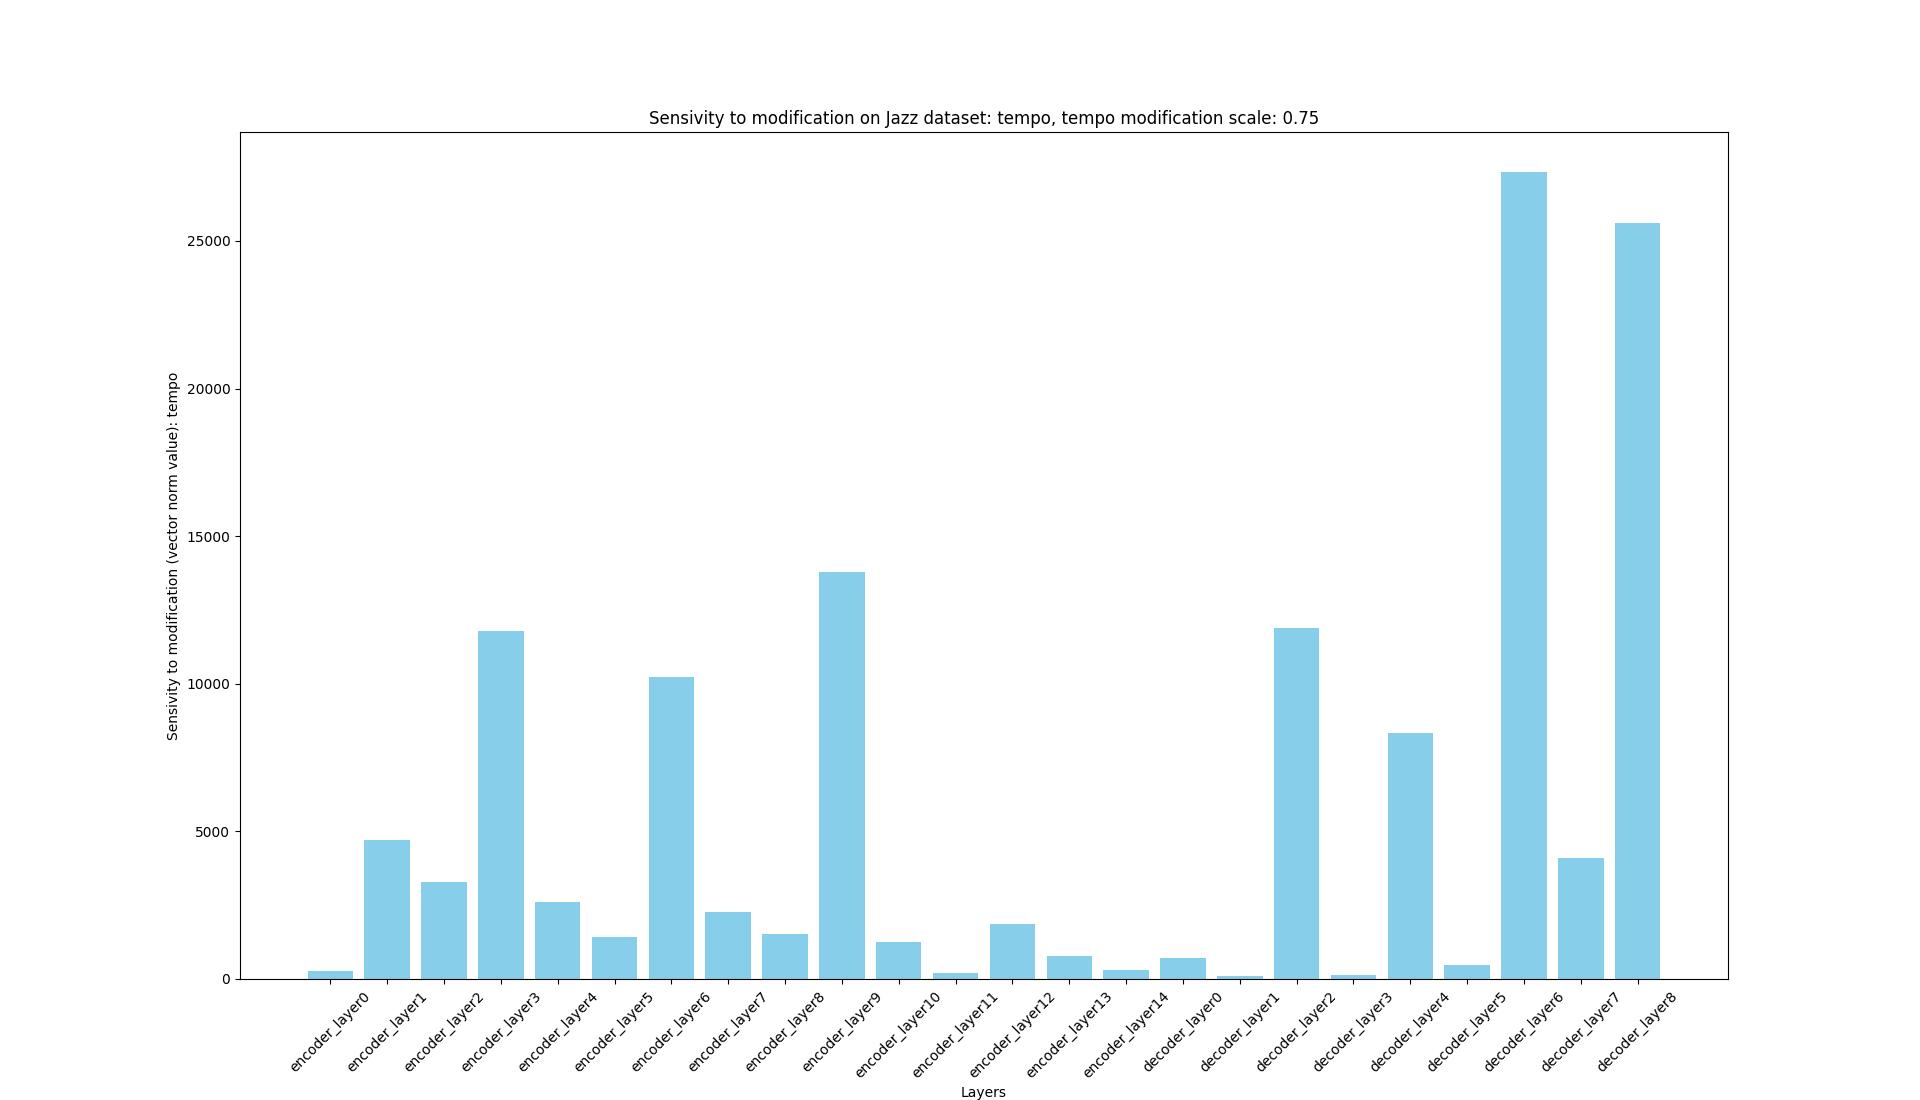 Sensivity to modification on Jazz dataset: tempo, tempo modification scale: 0.75
Sensivity to modification (vector norm value): tempo
25000
20000
15000
10000
5000
0
encoder_layer0
encoder_layer1
encoder_layer2
encoder_layer3
encoder_layer4
encoder_layer5
encoder_layer6
encoder_layer7
encoder_layer8
encoder_layer9
encoder_layer10
encoder_layer11
encoder_layer12
encoder_layer13
encoder_layer14
decoder_layer0
decoder_layer1
decoder_layer2
decoder_layer3
decoder_layer4
decoder_layer5
decoder_layer6
decoder_layer7
decoder_layer8
Layers